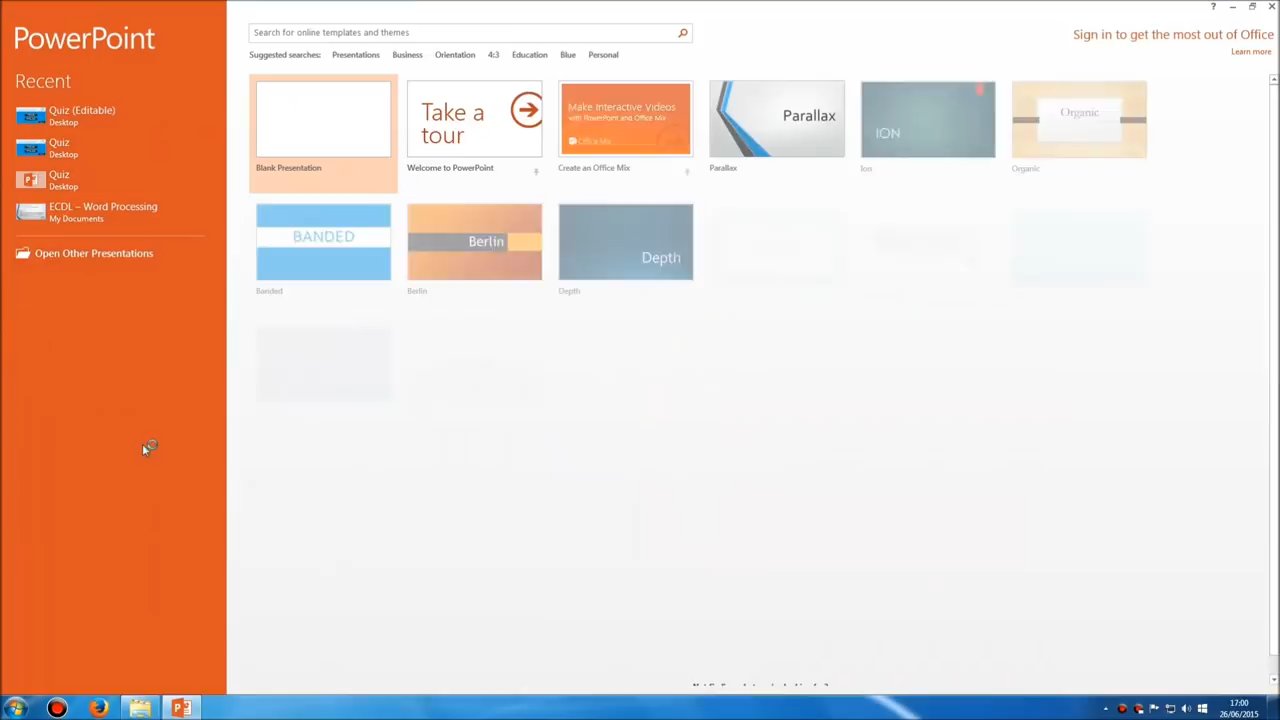 PowerPoint
Recent
Quiz (Editable)
Desktop
Quiz
Desktop
Quiz
Desktop
ECDL – Word Processing
My Documents
Open Other Presentations
Search for online templates and themes
Suggested searches: Presentations Business Orientation 4:3 Education Blue Personal
?
Sign in to get the most out of Office
Learn more
Blank Presentation
Take a
tour
Welcome to PowerPoint
Make Interactive Videos
with PowerPoint and Office Mix
Office Mix
Create an Office Mix
Parallax
Parallax
ION
Ion
Organic
Organic
BANDED
Banded
Berlin
Berlin
Depth
Depth
17:00
26/06/2015